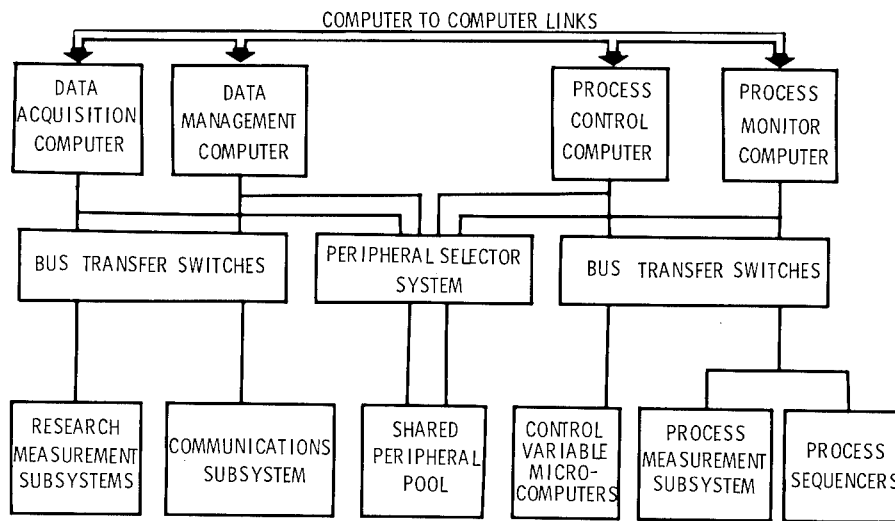 COMPUTER TO COMPUTER LINKS
DATA
ACQUISITION
COMPUTER
DATA
MANAGEMENT
COMPUTER
PROCESS
CONTROL
COMPUTER
PROCESS
MONITOR
COMPUTER
BUS TRANSFER SWITCHES
PERIPHERAL SELECTOR
SYSTEM
BUS TRANSFER SWITCHES
RESEARCH
MEASUREMENT
SUBSYSTEMS
COMMUNICATIONS
SUBSYSTEM
SHARED
PERIPHERAL
POOL
CONTROL
VARIABLE
MICRO-
COMPUTERS
PROCESS
MEASUREMENT
SUBSYSTEM
PROCESS
SEQUENCERS